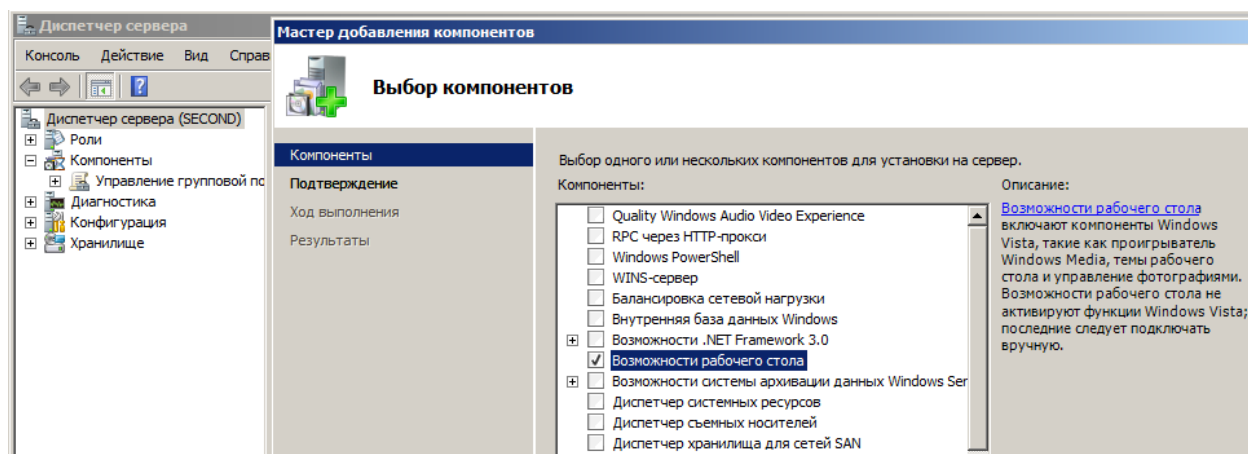 Диспетчер сервера
Консоль Действие Вид Справ
Диспетчер сервера (SECOND)
Роли
Компоненты
Управление групповой по
Диагностика
Конфигурация
Хранилище
Мастер добавления компонентов
Выбор компонентов
Компоненты
Подтверждение
Ход выполнения
Результаты
Выбор одного или нескольких компонентов для установки на сервер.
Компоненты:
Quality Windows Audio Video Experience
RPC через HTTP-прокси
Windows PowerShell
WINS-сервер
Балансировка сетевой нагрузки
Внутренняя база данных Windows
Возможности .NET Framework 3.0
Возможности рабочего стола
Возможности системы архивации данных Windows Ser
Диспетчер системных ресурсов
Диспетчер съемных носителей
Диспетчер хранилища для сетей SAN
Описание:
Возможности рабочего стола
включают компоненты Windows
Vista, такие как проигрыватель
Windows Media, темы рабочего
стола и управление фотографиями.
Возможности рабочего стола не
активируют функции Windows Vista;
последние следует подключать
вручную.